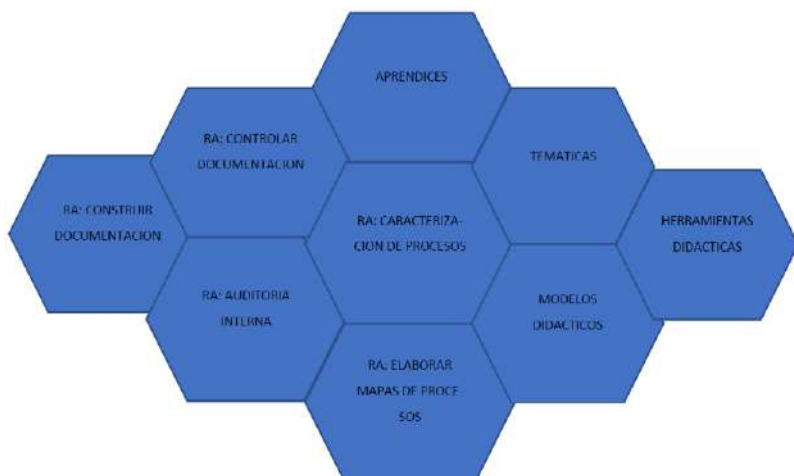 APRENDICES
RA: CONTROLAR
DOCUMENTACION
TEMATICAS
RA: CONSTRUIR
DOCUMENTACION
RA: CARACTERIZA-
CION DE PROCESOS
HERRAMIENTAS
DIDACTICAS
RA: AUDITORIA
INTERNA
MODELOS
DIDACTICOS
RA: ELABORAR
MAPAS DE PROCE
SOS